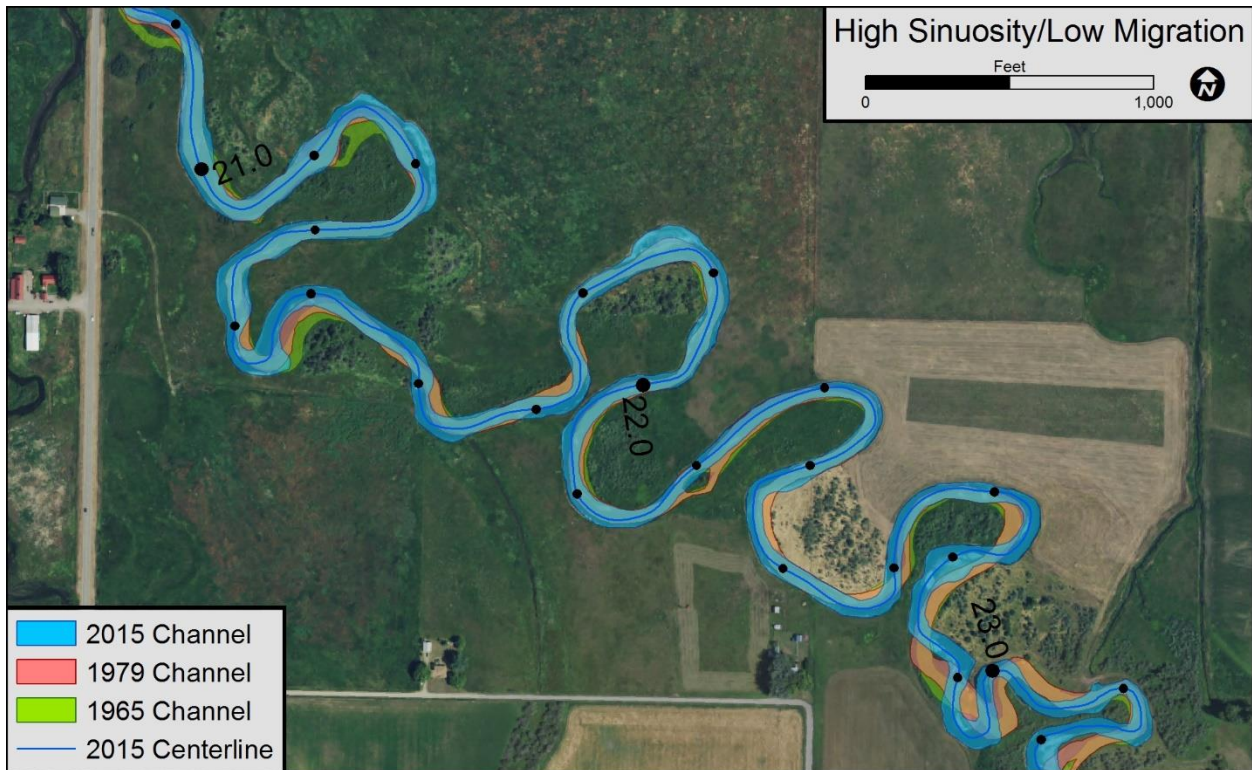 High Sinuosity/Low Migration
Feet
0 1,000
N
21.0
22.0
23.0
2015 Channel
1979 Channel
1965 Channel
2015 Centerline